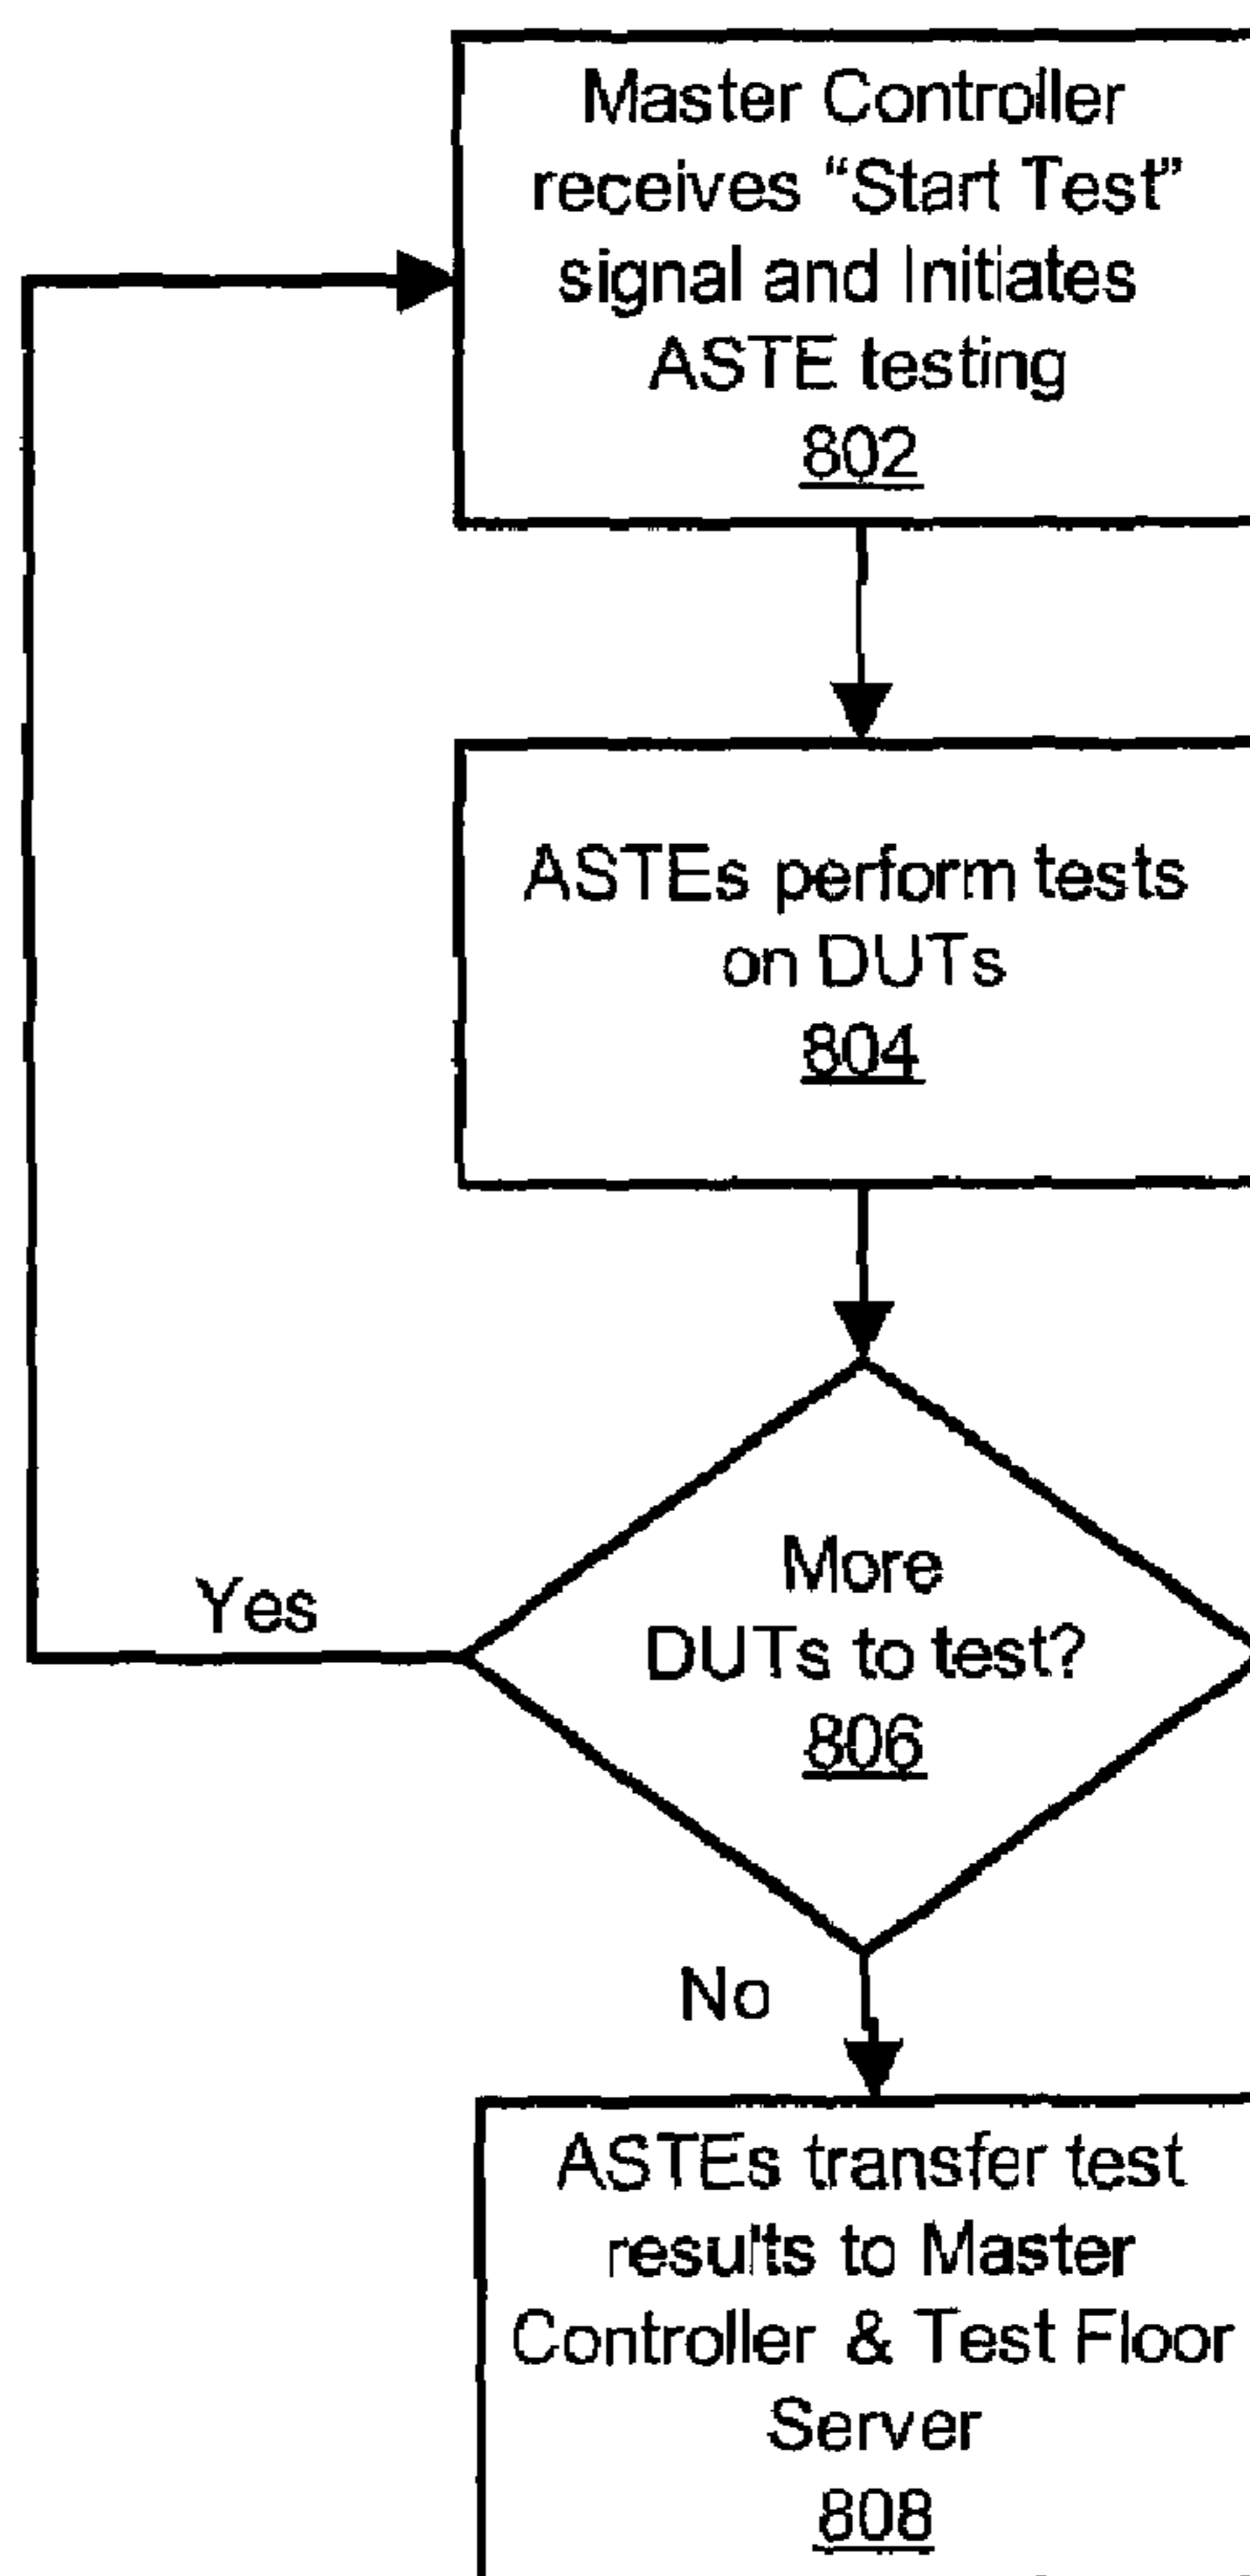 Master Controller
receives “Start Test”
signal and Initiates
ASTE testing
802
ASTEs perform tests
on DUTs
804
More
DUTs to test?
806
Yes
No
ASTEs transfer test
results to Master
Controller & Test Floor
Server
808